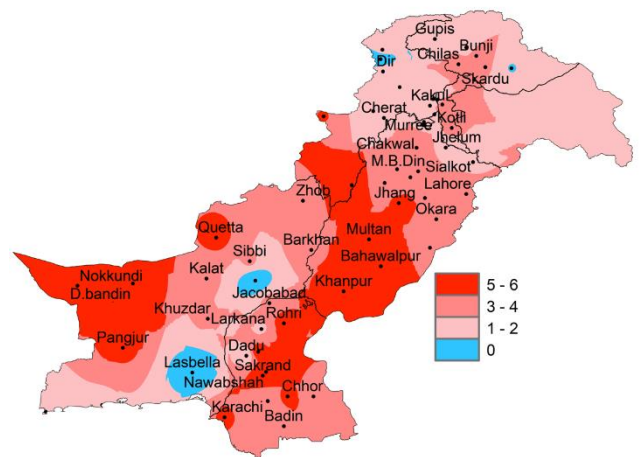 Gupis
Chilas
Bunji
Dir
Skardu
Kakul
Cherat
Kotli
Murree
Jhelum
Chakwal
M.B.Din
Sialkot
Zhob
Jhang
Lahore
Okara
Quetta
Multan
Barkhan
Sibbi
Bahawalpur
Nokkundi
Kalat
Khanpur
D.bandin
Jacobabad
Khuzdar
Larkana
Rohri
Pangjur
Dadu
Lasbella
Sakrand
Nawabshah
Chhor
Karachi
Badin
5 - 6
3 - 4
1 - 2
0